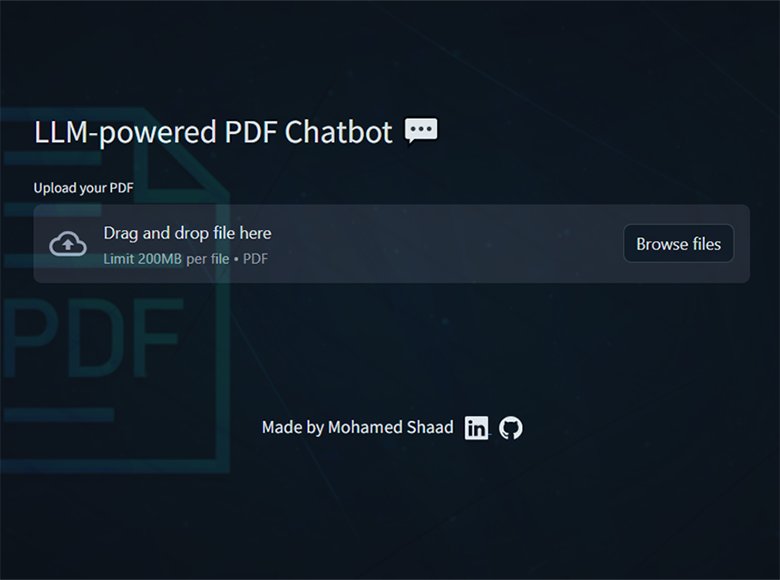 LLM-powered PDF Chatbot
Upload your PDF
Drag and drop file here
Limit 200MB per file • PDF
Browse files
PDF
Made by Mohamed Shaad in